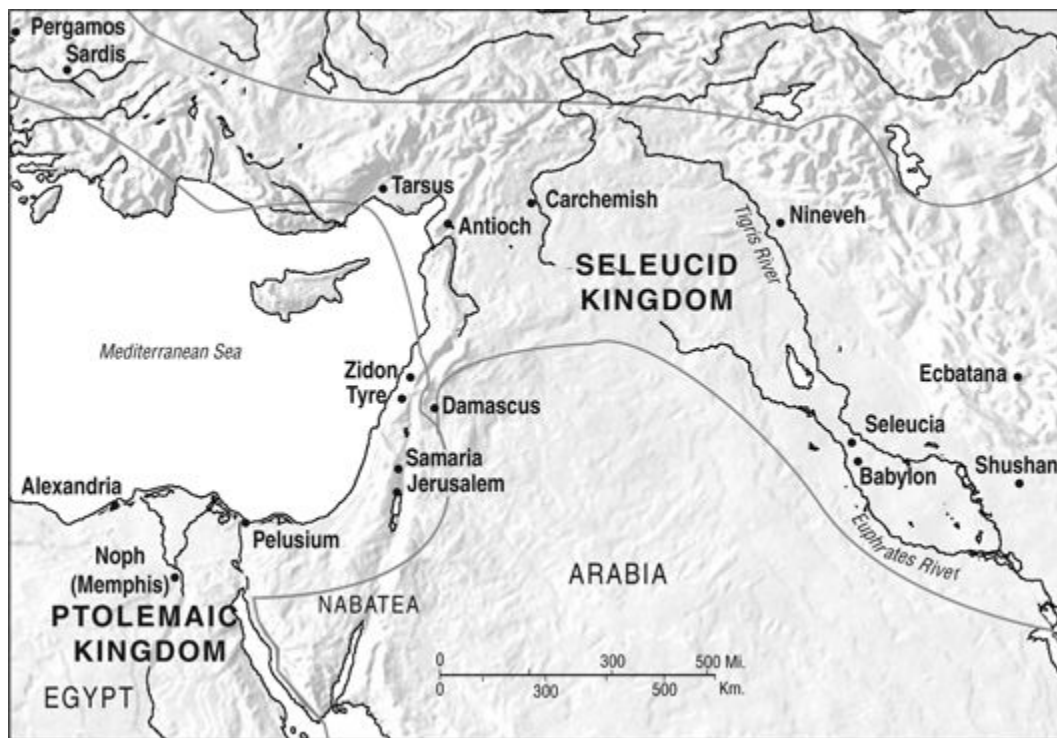 Pergamos
Sardis
Tarsus
Carchemish
Nineveh
Antioch
Tigris River
SELEUCID
KINGDOM
Mediterranean Sea
Zidon
Ecbatana
Tyre
Damascus
Seleucia
Samaria
Babylon
Shushan
Alexandria
Jerusalem
Pelusium
Euphrates Rivet
Noph
(Memphis)
ARABIA
NABATEA
PTOLEMAIC
KINGDOM
EGYPT
0 300 500 Mi.
0 300 500 Km.